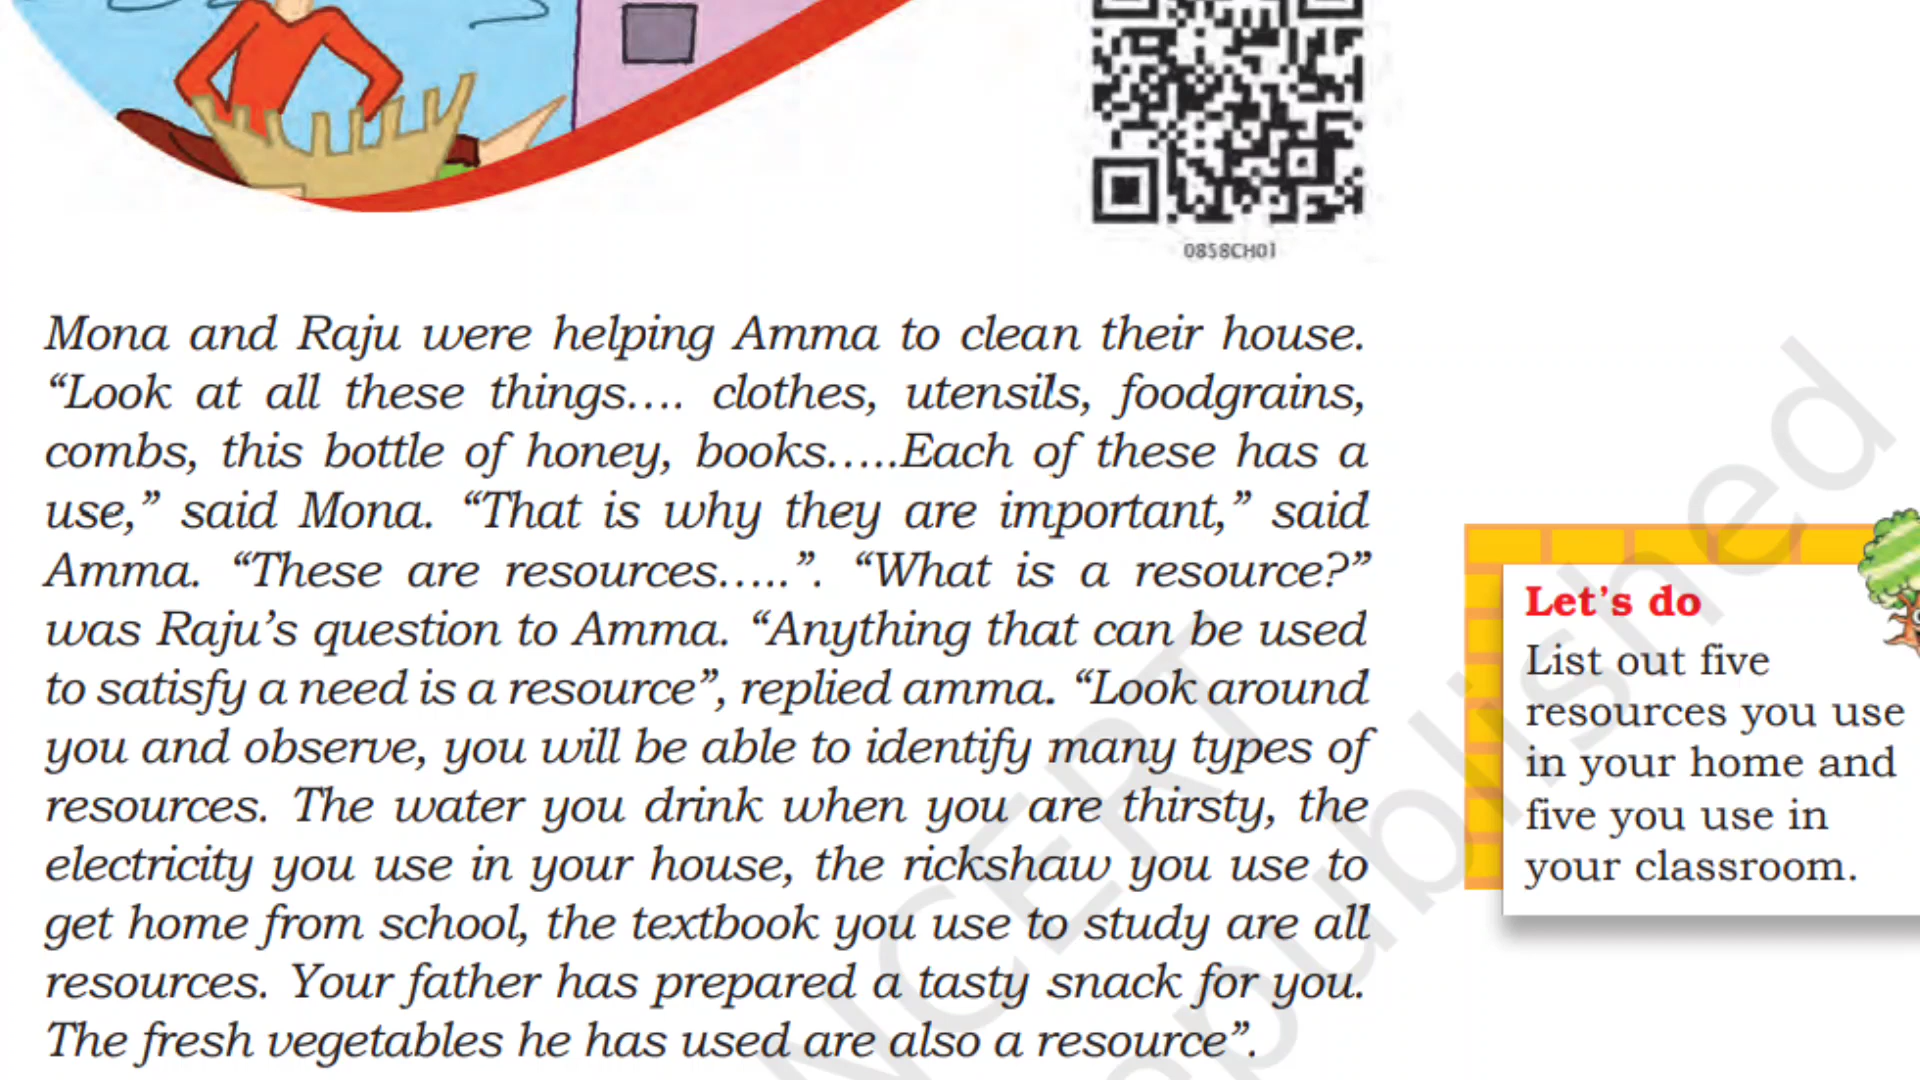 0858CH01
Mona and Raju were helping Amma to clean their house.
“Look at all these things…. clothes, utensils, foodgrains,
combs, this bottle of honey, books…..Each of these has a
use,” said Mona. “That is why they are important,” said
Amma. “These are resources…..”. “What is a resource?”
was Raju’s question to Amma. “Anything that can be used
to satisfy a need is a resource”, replied amma. “Look around
you and observe, you will be able to identify many types of
resources. The water you drink when you are thirsty, the
electricity you use in your house, the rickshaw you use to
get home from school, the textbook you use to study are all
resources. Your father has prepared a tasty snack for you.
The fresh vegetables he has used are also a resource”.
Let’s do
List out five
resources you use
in your home and
five you use in
your classroom.
NCERT
published